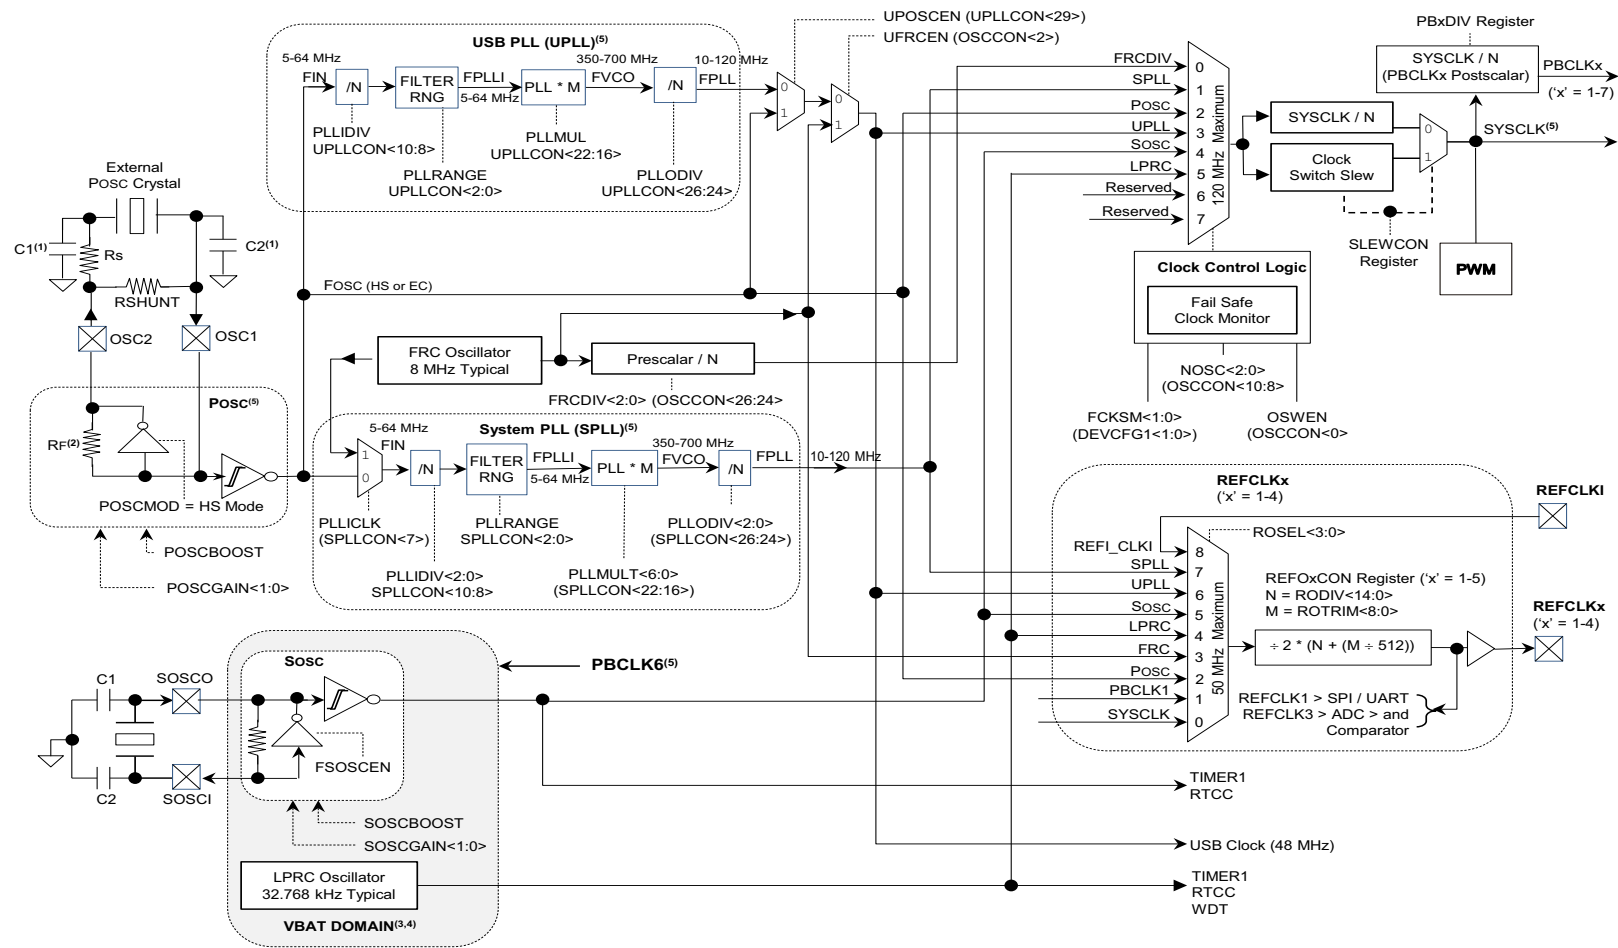 USB PLL (UPLL)(5)
5-64 MHz
FIN
/N
FILTER
RNG
FPLLI
5-64 MHz
PLL * M
350-700 MHz
FVCO
/N
10-120 MHz
FPLL
PLLIDIV
UPLLCON<10:8>
PLLRANGE
UPLLCON<2:0>
PLLMUL
UPLLCON<22:16>
PLLODIV
UPLLCON<26:24>
UPOSCEN (UPLLCON<29>)
UFRCEN (OSCCON<2>)
0
1
0
1
FRCDIV
SPLL
POSC
UPLL
SOSC
LPRC
Reserved
Reserved
0
1
2
3
4
5
6
7
120 MHz Maximum
SYSCLK / N
Clock
Switch Slew
0
1
SLEWCON
Register
PBxDIV Register
SYSCLK / N
(PBCLKx Postscalar)
PBCLKx
('x' = 1-7)
SYSCLK(5)
PWM
Clock Control Logic
Fail Safe
Clock Monitor
NOSC<2:0>
(OSCCON<10:8>
FCKSM<1:0>
(DEVCFG1<1:0>)
OSWEN
(OSCCON<0>
External
POSC Crystal
C1(1)
C2(1)
Rs
RSHUNT
OSC2
OSC1
FOSC (HS or EC)
FRC Oscillator
8 MHz Typical
Prescalar / N
FRCDIV<2:0> (OSCCON<26:24>
POSC(5)
RF(2)
POSCMOD = HS Mode
POSCBOOST
POSCGAIN<1:0>
System PLL (SPLL)(5)
5-64 MHz
FIN
1
0
/N
FILTER
RNG
FPLLI
5-64 MHz
PLL * M
350-700 MHz
FVCO
/N
FPLL
10-120 MHz
PLLICLK
(SPLLCON<7>)
PLLRANGE
SPLLCON<2:0>
PLLODIV<2:0>
(SPLLCON<26:24>)
PLLIDIV<2:0>
SPLLCON<10:8>
PLLMULT<6:0>
(SPLLCON<22:16>)
REFCLKx
('x' = 1-4)
REFCLKI
ROSEL<3:0>
REFI_CLKI
SPLL
UPLL
SOSC
LPRC
FRC
POSC
PBCLK1
SYSCLK
8
7
6
5
4
3
2
1
0
50 MHz Maximum
REFOxCON Register ('x' = 1-5)
N = RODIV<14:0>
M = ROTRIM<8:0>
÷ 2 * (N + (M ÷ 512))
REFCLKx
('x' = 1-4)
REFCLK1 > SPI / UART
REFCLK3 > ADC > and
Comparator
SOSC
PBCLK6(5)
C1
SOSCO
C2
SOSCI
FSOSCEN
SOSCBOOST
SOSCGAIN<1:0>
LPRC Oscillator
32.768 kHz Typical
VBAT DOMAIN(3,4)
TIMER1
RTCC
USB Clock (48 MHz)
TIMER1
RTCC
WDT